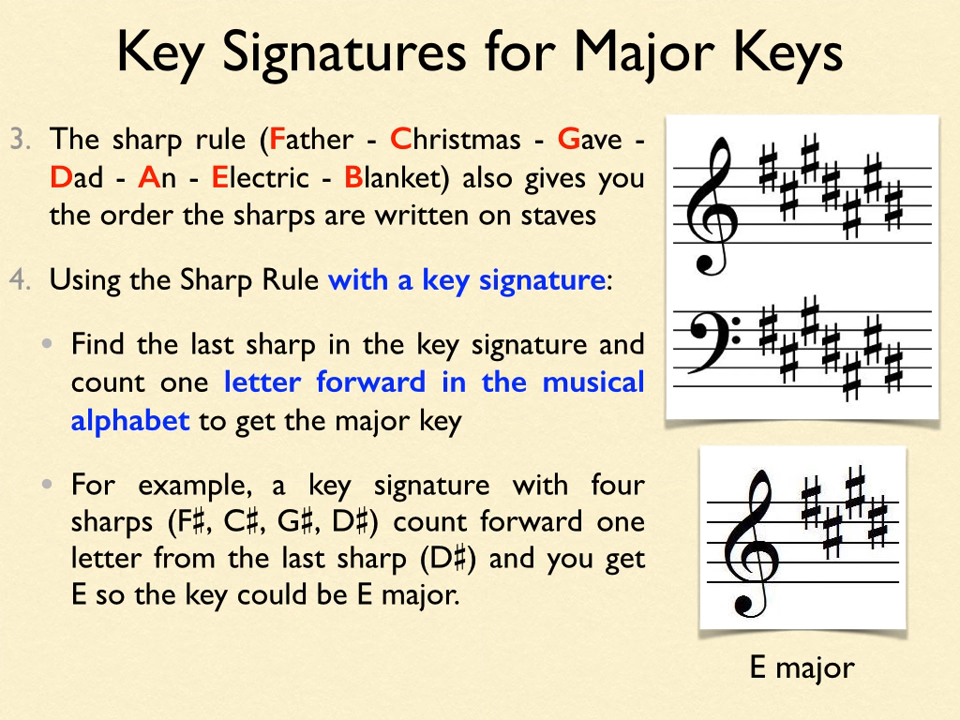 Key Signatures for Major Keys
3. The sharp rule (Father - Christmas - Gave -
Dad - An - Electric - Blanket) also gives you
the order the sharps are written on staves
4. Using the Sharp Rule with a key signature:
• Find the last sharp in the key signature and
count one letter forward in the musical
alphabet to get the major key
• For example, a key signature with four
sharps (F♯, C♯, G♯, D♯) count forward one
letter from the last sharp (D♯) and you get
E so the key could be E major.
E major